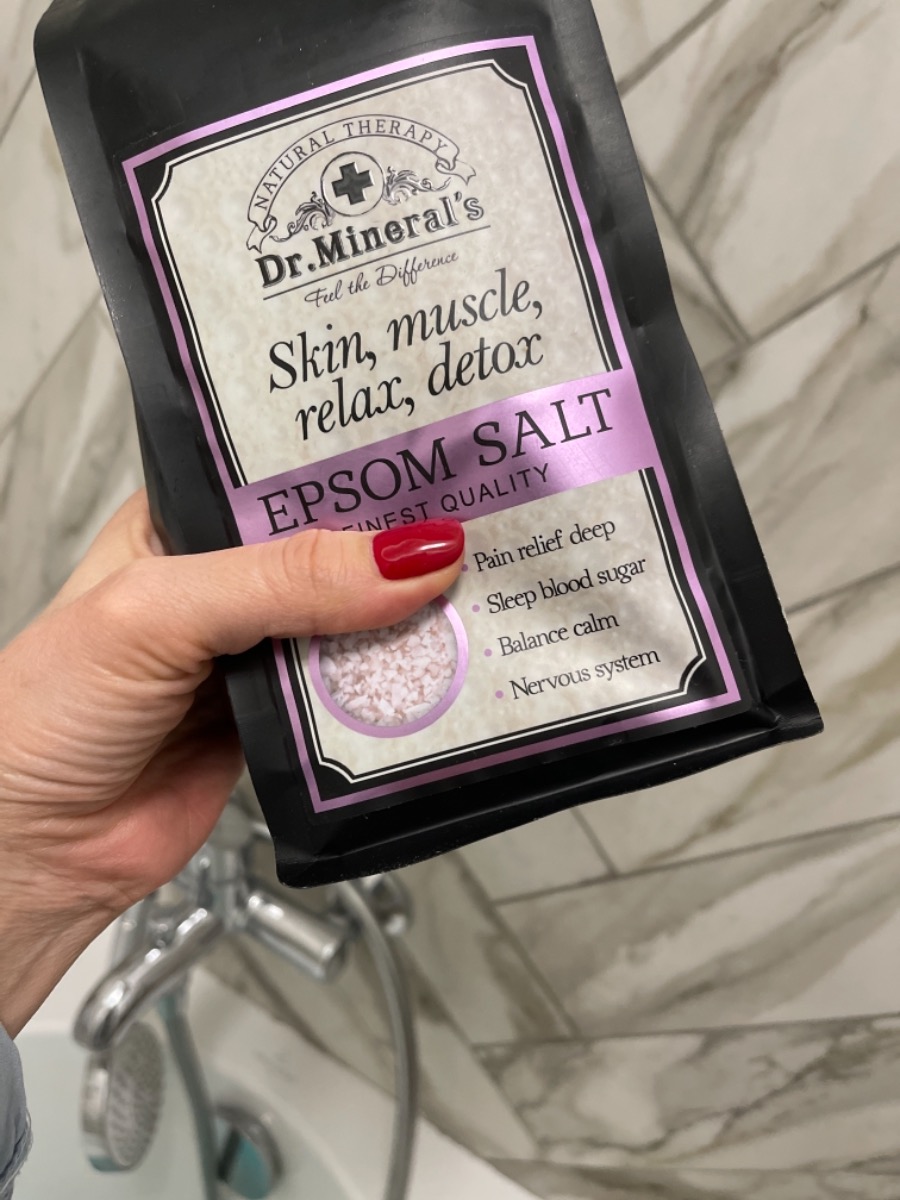 NATURAL THERAPY
Dr.Mineral's
Feel the Difference
Skin, muscle,
relax, detox
EPSOM SALT
FINEST QUALITY
• Pain relief deep
• Sleep blood sugar
• Balance calm
• Nervous system